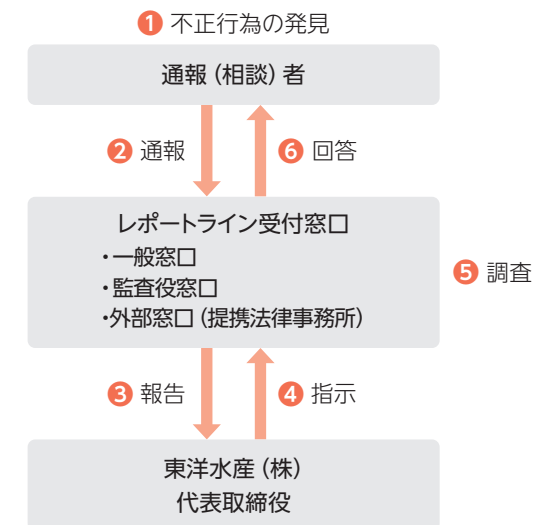 ❶ 不正行為の発見
通報（相談）者
❷ 通報
❻ 回答
レポートライン受付窓口
・一般窓口
・監査役窓口
・外部窓口（提携法律事務所）
❺ 調査
❸ 報告
❹ 指示
東洋水産（株）
代表取締役